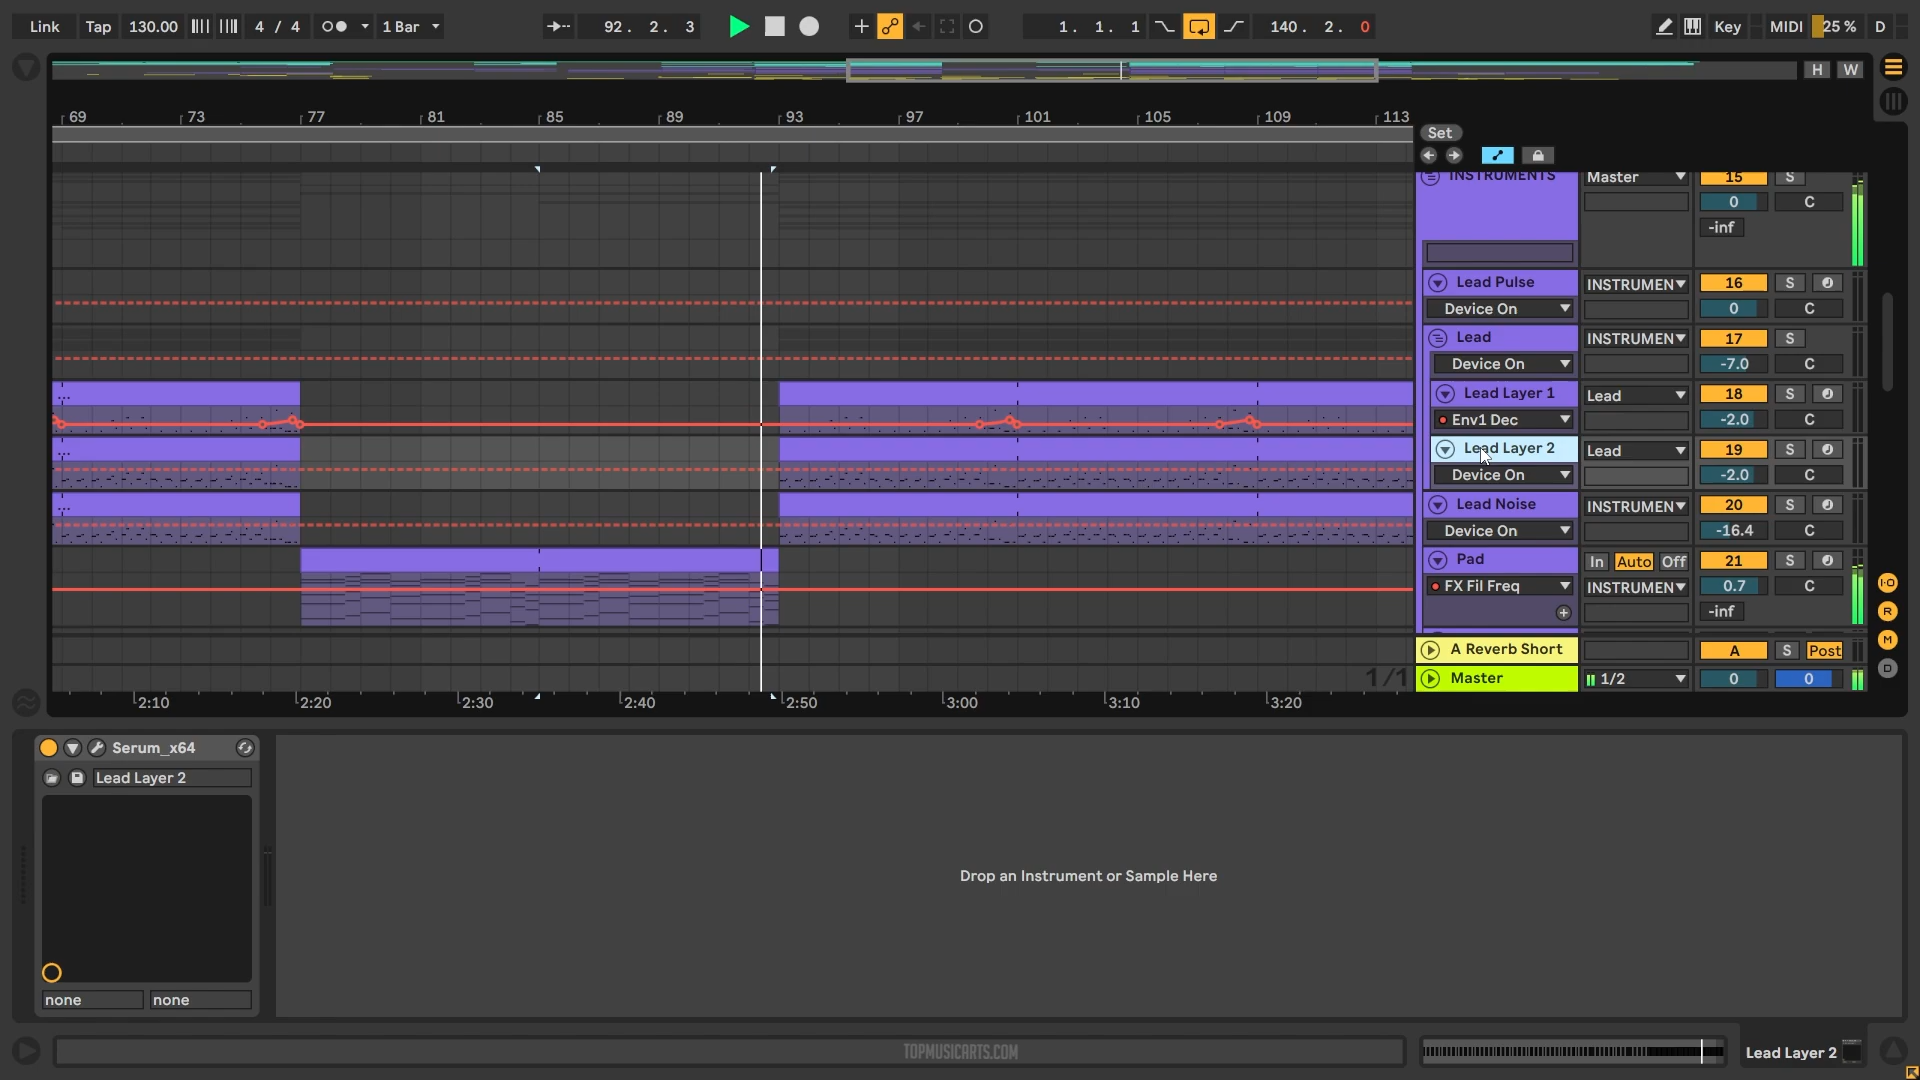 Link Tap 130.00 4 / 4 1 Bar 92. 2. 3 1. 1. 1 140. 2. 0 Key MIDI 25 % D
H W
69 73 77 81 85 89 93 97 101 105 109 113
Set
INSTRUMENTS Master 15 S
0 C
-inf
Lead Pulse INSTRUMEN 16 S
Device On 0 C
Lead INSTRUMEN 17 S
Device On -7.0 C
Lead Layer 1 Lead 18 S
Env1 Dec -2.0 C
Lead Layer 2 Lead 19 S
Device On -2.0 C
Lead Noise INSTRUMEN 20 S
Device On -16.4 C
Pad In Auto Off 21 S
FX Fil Freq INSTRUMEN 0.7 C
-inf
I·O
R
M
D
A Reverb Short A S Post
1/1 Master 1/2 0 0
2:10 2:20 2:30 2:40 2:50 3:00 3:10 3:20
Serum_x64
Lead Layer 2
Drop an Instrument or Sample Here
none none
TOPMUSICARTS.COM
Lead Layer 2